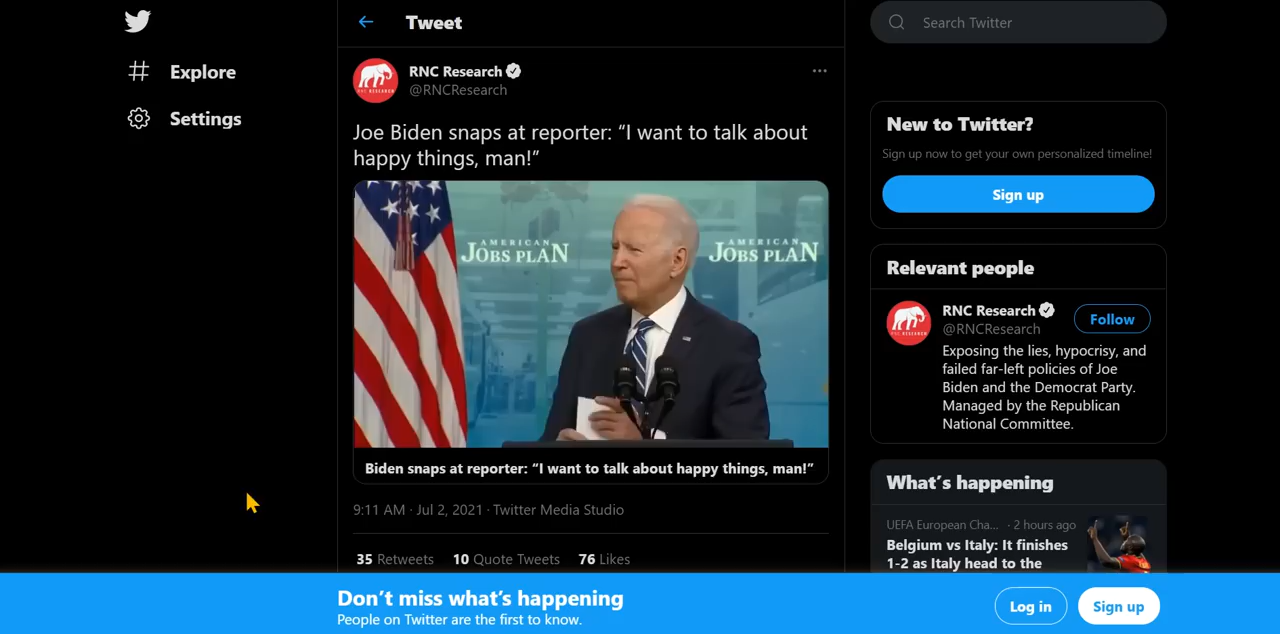 Tweet
Search Twitter
Explore
Settings
RNC Research
@RNCResearch
Joe Biden snaps at reporter: “I want to talk about
happy things, man!”
AMERICAN
JOBS PLAN
AMERICAN
JOBS PLAN
Biden snaps at reporter: “I want to talk about happy things, man!”
9:11 AM · Jul 2, 2021 · Twitter Media Studio
35 Retweets 10 Quote Tweets 76 Likes
New to Twitter?
Sign up now to get your own personalized timeline!
Sign up
Relevant people
RNC RESEARCH
RNC Research
@RNCResearch
Follow
Exposing the lies, hypocrisy, and
failed far-left policies of Joe
Biden and the Democrat Party.
Managed by the Republican
National Committee.
What’s happening
UEFA European Cha... · 2 hours ago
Belgium vs Italy: It finishes
1-2 as Italy head to the
Don’t miss what’s happening
People on Twitter are the first to know.
Log in
Sign up